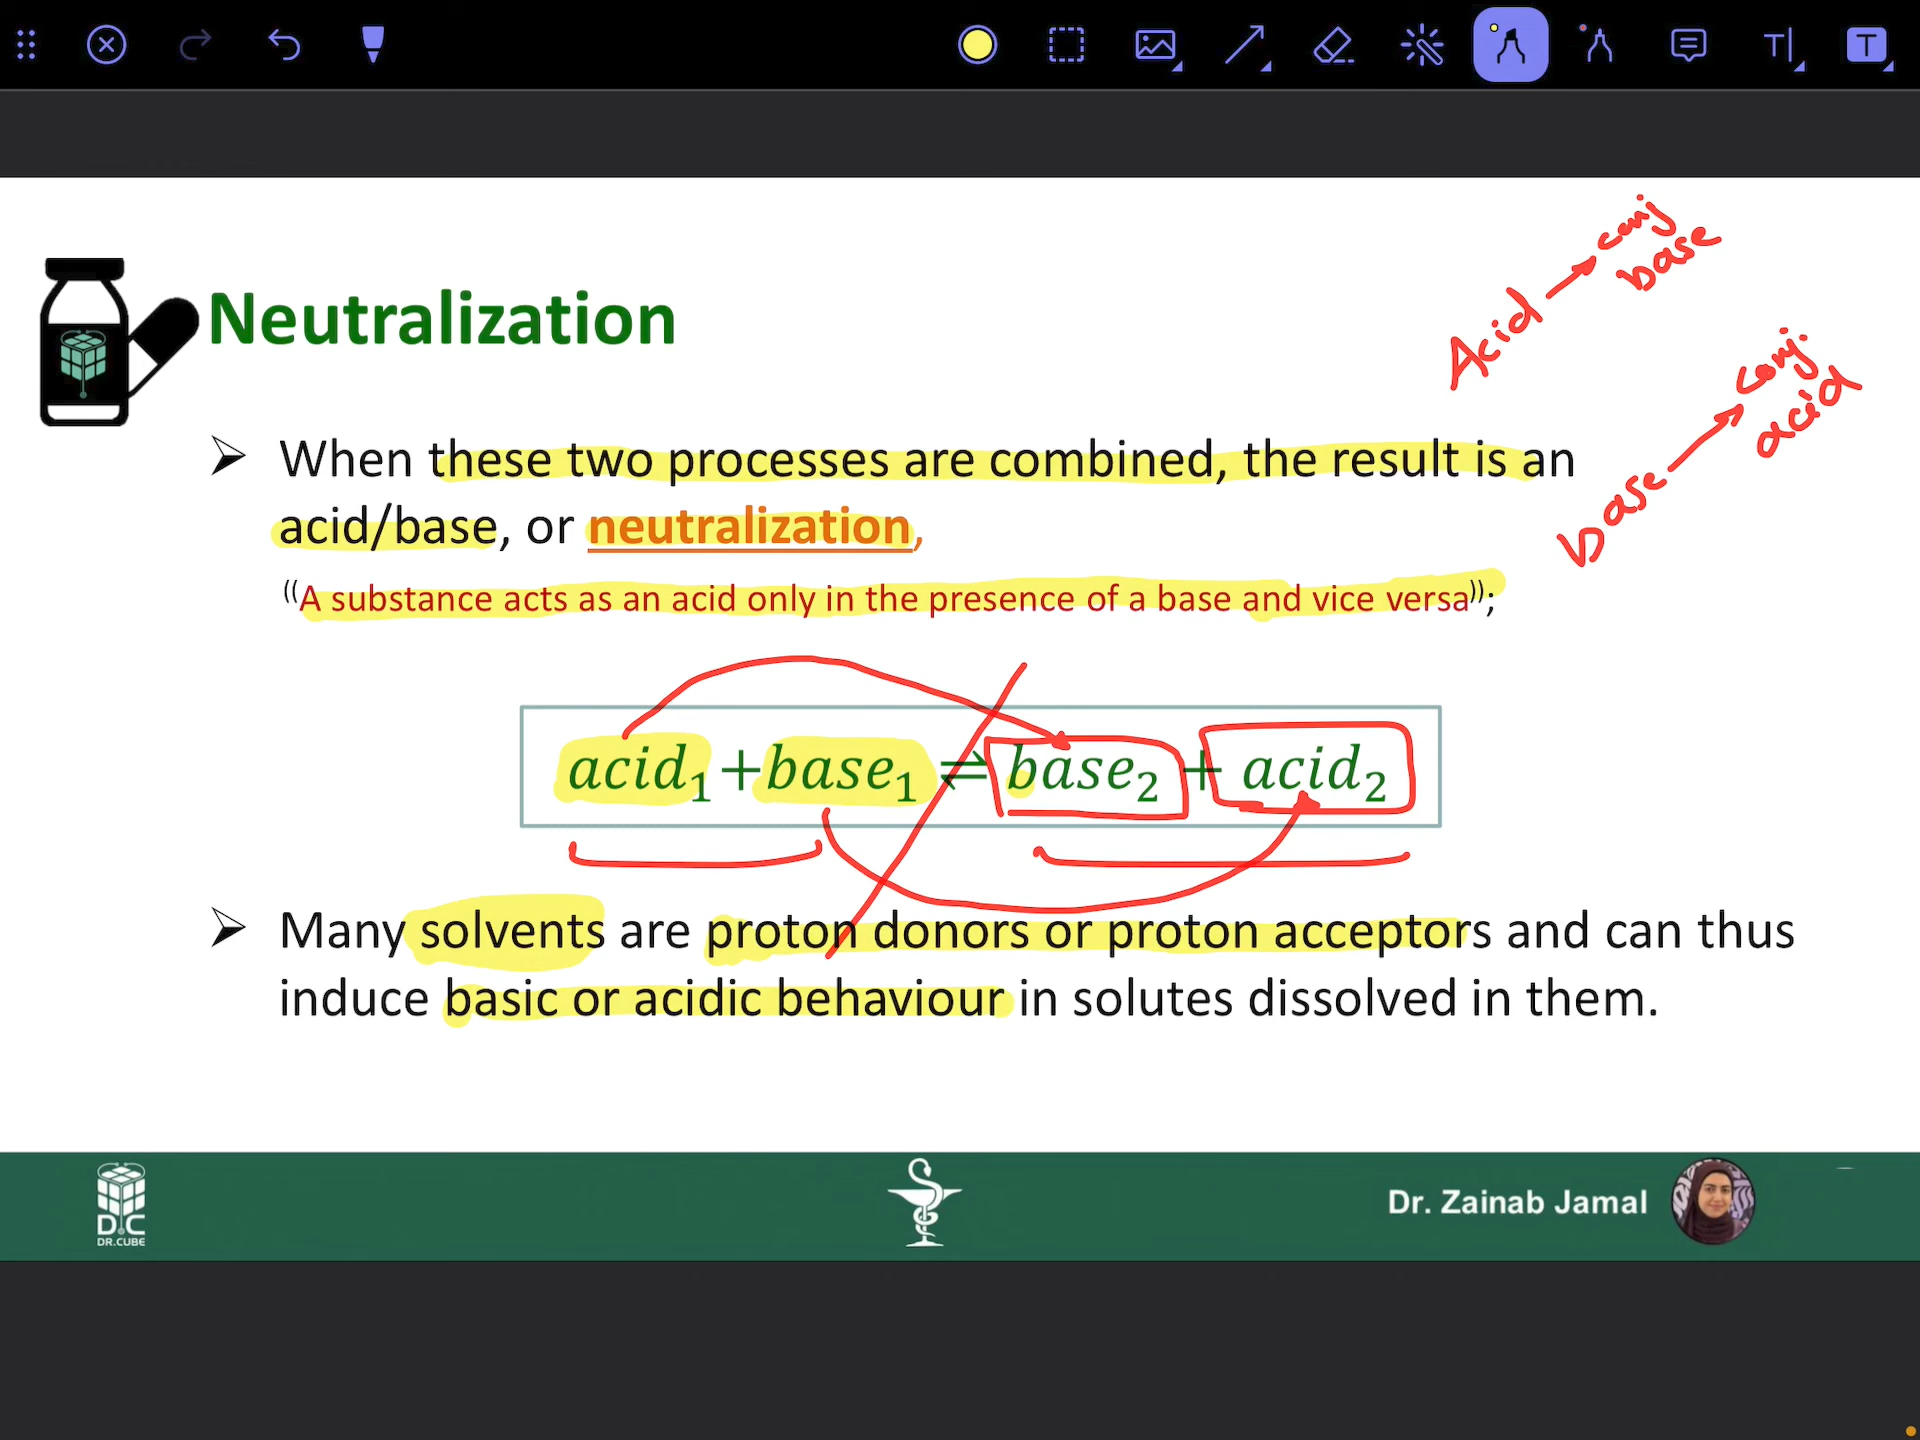 Neutralization
Acid → conj
base
base → conj.
acid
➢ When these two processes are combined, the result is an
acid/base, or neutralization,
((A substance acts as an acid only in the presence of a base and vice versa));
acid₁ +base₁ ⇌ base₂ + acid₂
➢ Many solvents are proton donors or proton acceptors and can thus
induce basic or acidic behaviour in solutes dissolved in them.
D C
DR.CUBE
Dr. Zainab Jamal